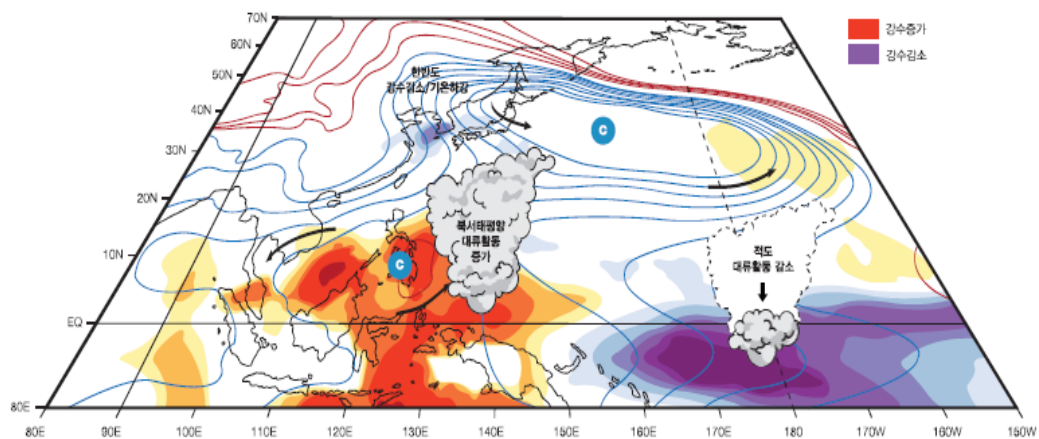 70N
60N
50N
40N
30N
20N
10N
EQ
80E
강수증가
강수감소
한반도
강수감소/기온하강
C
북서태평양
대류활동
증가
C
적도
대류활동 감소
80E
90E
100E
110E
120E
130E
140E
150E
160E
170E
180
170W
160W
150W